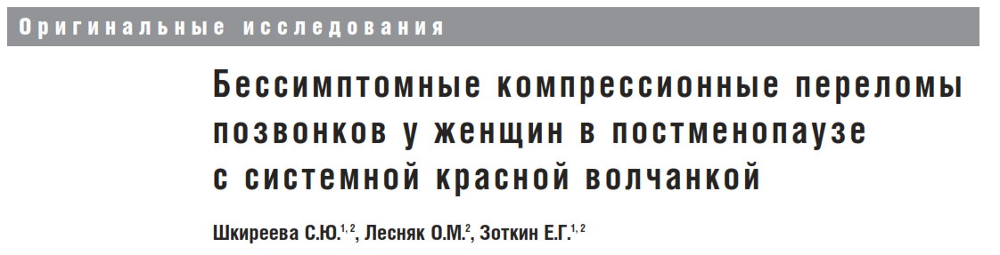 Оригинальные исследования
Бессимптомные компрессионные переломы
позвонков у женщин в постменопаузе
с системной красной волчанкой
Шкиреева С.Ю.1, 2, Лесняк О.М.2, Зоткин Е.Г.1, 2